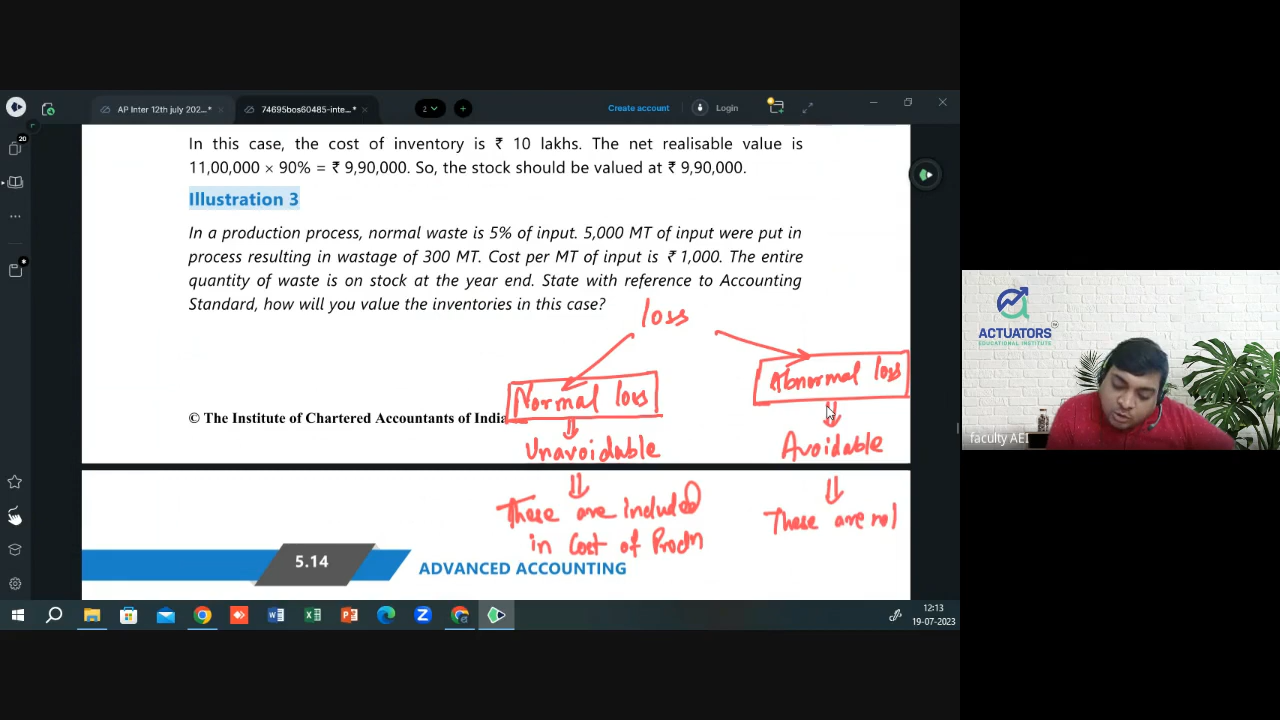 AP Inter 12th july 202...*
74695bos60485-inte...*
2
Create account
Login
20
In this case, the cost of inventory is ₹ 10 lakhs. The net realisable value is
11,00,000 × 90% = ₹ 9,90,000. So, the stock should be valued at ₹ 9,90,000.
Illustration 3
In a production process, normal waste is 5% of input. 5,000 MT of input were put in
process resulting in wastage of 300 MT. Cost per MT of input is ₹ 1,000. The entire
quantity of waste is on stock at the year end. State with reference to Accounting
Standard, how will you value the inventories in this case?
loss
Normal loss
Abnormal loss
© The Institute of Chartered Accountants of India
Unavoidable
Avoidable
These are included
in Cost of Prodn
These are not
5.14
ADVANCED ACCOUNTING
ACTUATORS
EDUCATIONAL INSTITUTE
faculty AEI
12:13
19-07-2023